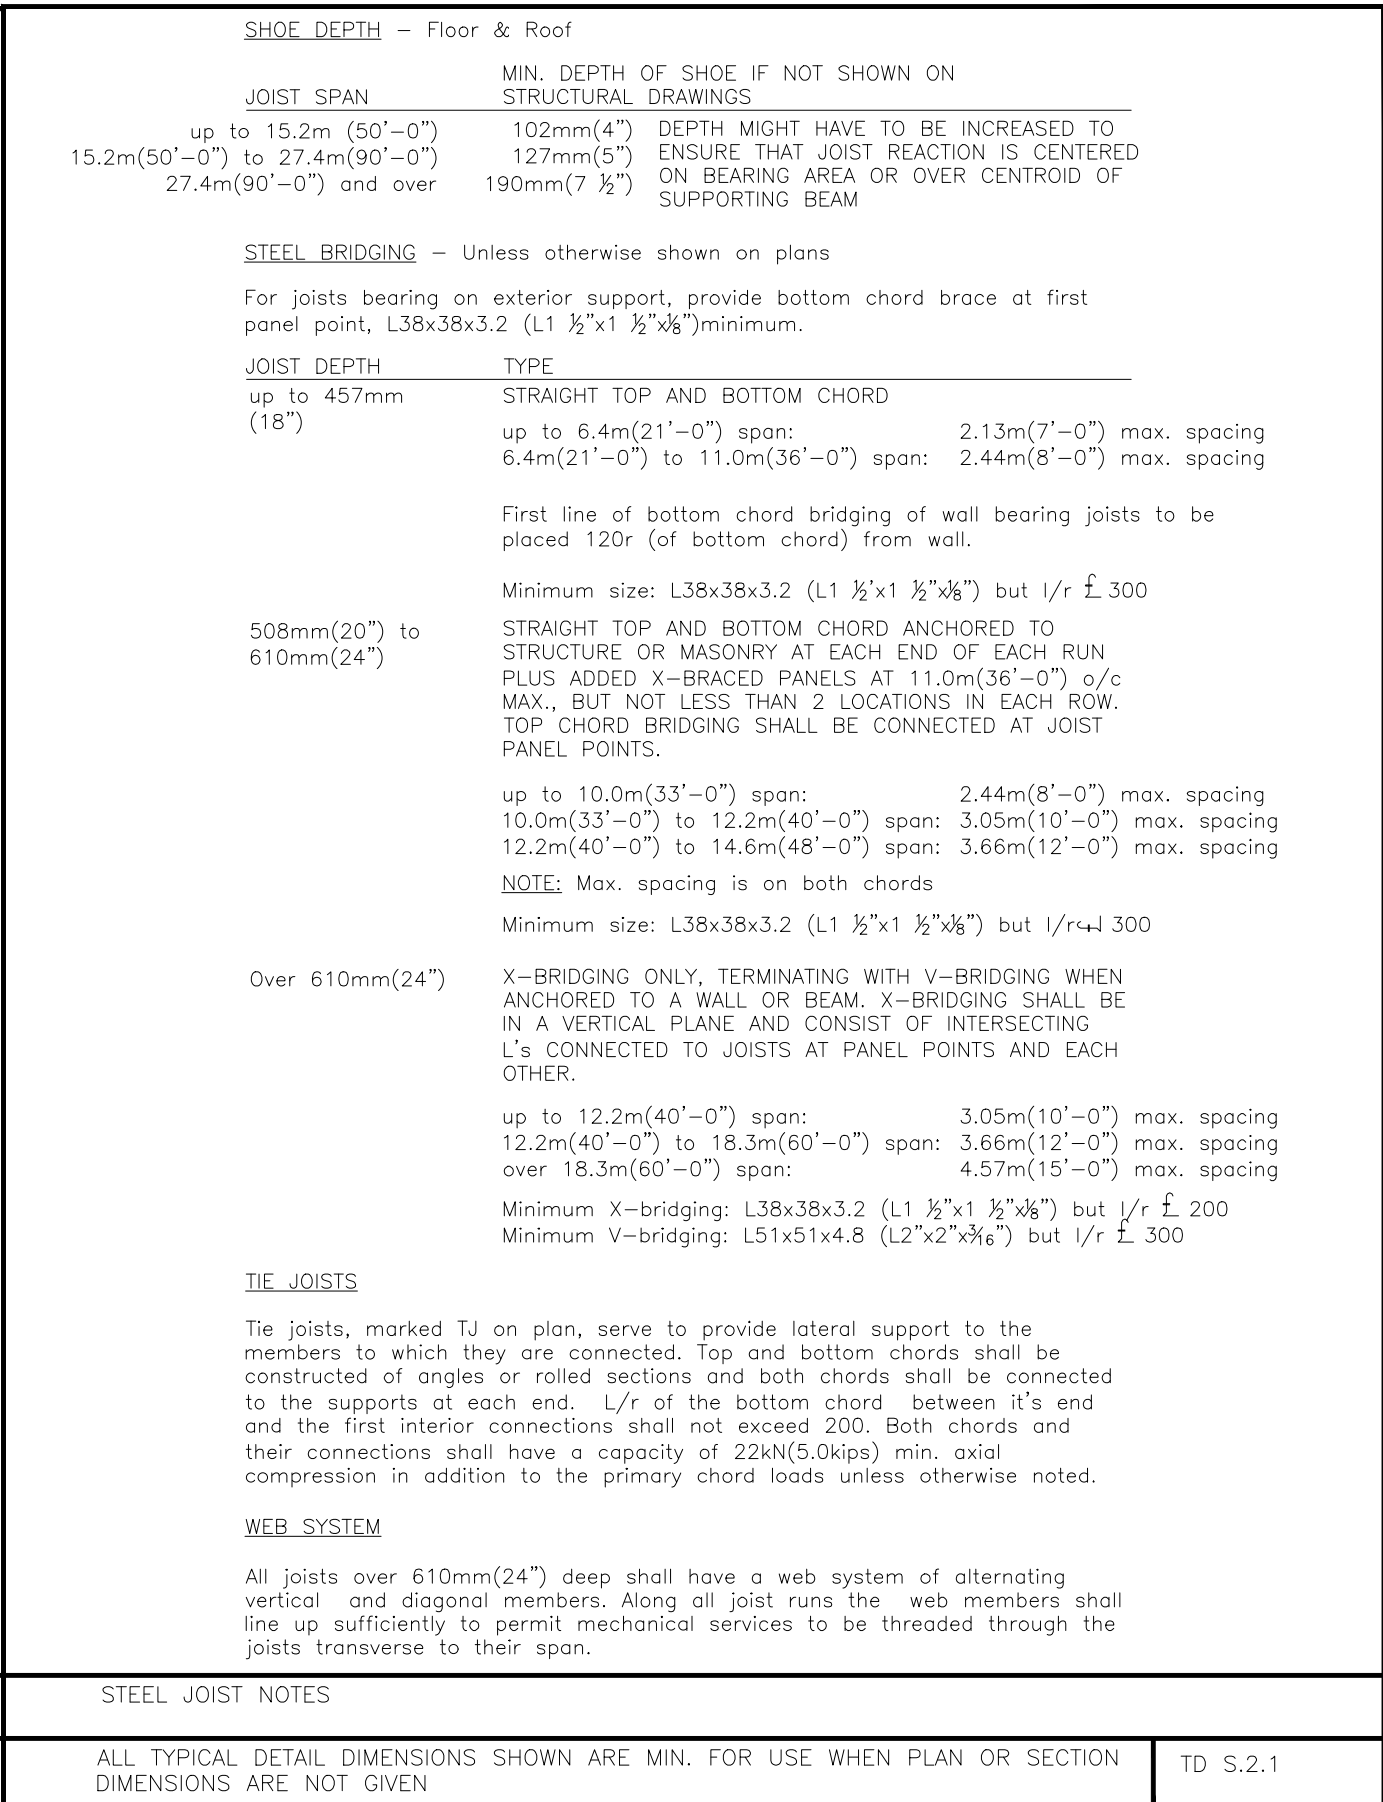 SHOE DEPTH – Floor & Roof
MIN. DEPTH OF SHOE IF NOT SHOWN ON
JOIST SPAN STRUCTURAL DRAWINGS
up to 15.2m (50'–0") 102mm(4") DEPTH MIGHT HAVE TO BE INCREASED TO
15.2m(50'–0") to 27.4m(90'–0") 127mm(5") ENSURE THAT JOIST REACTION IS CENTERED
27.4m(90'–0") and over 190mm(7 ½") ON BEARING AREA OR OVER CENTROID OF
SUPPORTING BEAM
STEEL BRIDGING – Unless otherwise shown on plans
For joists bearing on exterior support, provide bottom chord brace at first
panel point, L38x38x3.2 (L1 ½"x1 ½"x⅛")minimum.
JOIST DEPTH TYPE
up to 457mm STRAIGHT TOP AND BOTTOM CHORD
(18")
up to 6.4m(21'–0") span: 2.13m(7'–0") max. spacing
6.4m(21'–0") to 11.0m(36'–0") span: 2.44m(8'–0") max. spacing
First line of bottom chord bridging of wall bearing joists to be
placed 120r (of bottom chord) from wall.
Minimum size: L38x38x3.2 (L1 ½'x1 ½"x⅛") but l/r £ 300
508mm(20") to STRAIGHT TOP AND BOTTOM CHORD ANCHORED TO
610mm(24") STRUCTURE OR MASONRY AT EACH END OF EACH RUN
PLUS ADDED X–BRACED PANELS AT 11.0m(36'–0") o/c
MAX., BUT NOT LESS THAN 2 LOCATIONS IN EACH ROW.
TOP CHORD BRIDGING SHALL BE CONNECTED AT JOIST
PANEL POINTS.
up to 10.0m(33'–0") span: 2.44m(8'–0") max. spacing
10.0m(33'–0") to 12.2m(40'–0") span: 3.05m(10'–0") max. spacing
12.2m(40'–0") to 14.6m(48'–0") span: 3.66m(12'–0") max. spacing
NOTE: Max. spacing is on both chords
Minimum size: L38x38x3.2 (L1 ½"x1 ½"x⅛") but l/r 300
Over 610mm(24") X–BRIDGING ONLY, TERMINATING WITH V–BRIDGING WHEN
ANCHORED TO A WALL OR BEAM. X–BRIDGING SHALL BE
IN A VERTICAL PLANE AND CONSIST OF INTERSECTING
L's CONNECTED TO JOISTS AT PANEL POINTS AND EACH
OTHER.
up to 12.2m(40'–0") span: 3.05m(10'–0") max. spacing
12.2m(40'–0") to 18.3m(60'–0") span: 3.66m(12'–0") max. spacing
over 18.3m(60'–0") span: 4.57m(15'–0") max. spacing
Minimum X–bridging: L38x38x3.2 (L1 ½"x1 ½"x⅛") but l/r £ 200
Minimum V–bridging: L51x51x4.8 (L2"x2"x3/16") but l/r £ 300
TIE JOISTS
Tie joists, marked TJ on plan, serve to provide lateral support to the
members to which they are connected. Top and bottom chords shall be
constructed of angles or rolled sections and both chords shall be connected
to the supports at each end. L/r of the bottom chord between it's end
and the first interior connections shall not exceed 200. Both chords and
their connections shall have a capacity of 22kN(5.0kips) min. axial
compression in addition to the primary chord loads unless otherwise noted.
WEB SYSTEM
All joists over 610mm(24") deep shall have a web system of alternating
vertical and diagonal members. Along all joist runs the web members shall
line up sufficiently to permit mechanical services to be threaded through the
joists transverse to their span.
STEEL JOIST NOTES
ALL TYPICAL DETAIL DIMENSIONS SHOWN ARE MIN. FOR USE WHEN PLAN OR SECTION
DIMENSIONS ARE NOT GIVEN
TD S.2.1